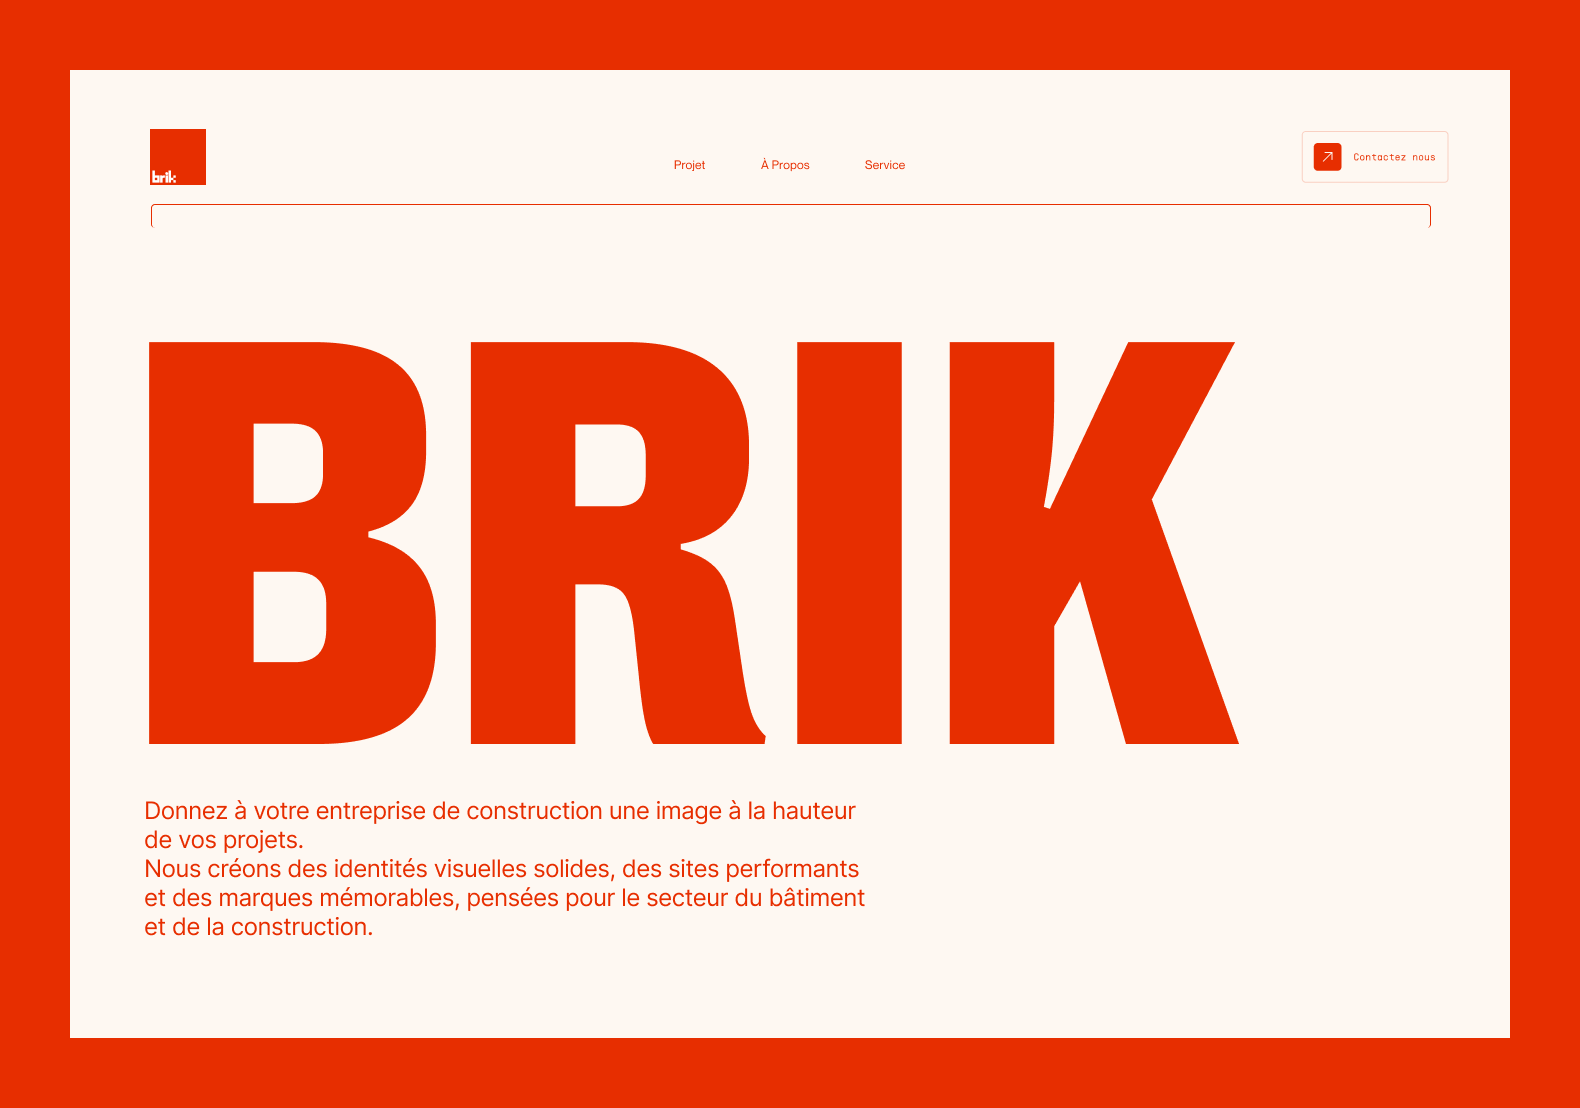 brik
Projet
À Propos
Service
Contactez nous
BRIK
Donnez à votre entreprise de construction une image à la hauteur
de vos projets.
Nous créons des identités visuelles solides, des sites performants
et des marques mémorables, pensées pour le secteur du bâtiment
et de la construction.